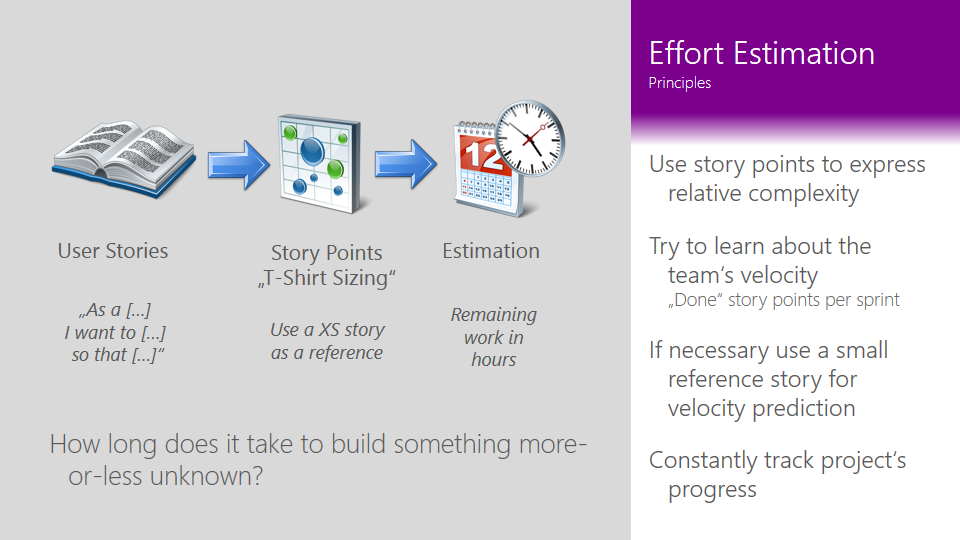 Effort Estimation
Principles
12
User Stories
Story Points
„T-Shirt Sizing“
Estimation
„As a [...]
I want to [...]
so that [...]“
Use a XS story
as a reference
Remaining
work in
hours
How long does it take to build something more-
or-less unknown?
Use story points to express
relative complexity
Try to learn about the
team‘s velocity
„Done“ story points per sprint
If necessary use a small
reference story for
velocity prediction
Constantly track project‘s
progress